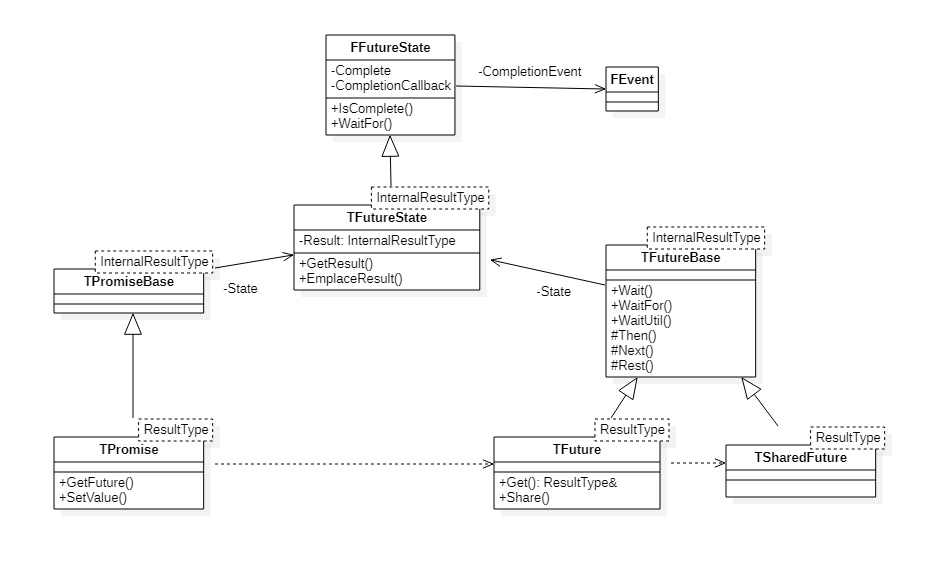 FFutureState
-Complete
-CompletionCallback
+IsComplete()
+WaitFor()
-CompletionEvent
FEvent
InternalResultType
TFutureState
-Result: InternalResultType
+GetResult()
+EmplaceResult()
InternalResultType
TPromiseBase
-State
InternalResultType
TFutureBase
+Wait()
+WaitFor()
+WaitUtil()
#Then()
#Next()
#Rest()
-State
ResultType
TPromise
+GetFuture()
+SetValue()
ResultType
TFuture
+Get(): ResultType&
+Share()
ResultType
TSharedFuture